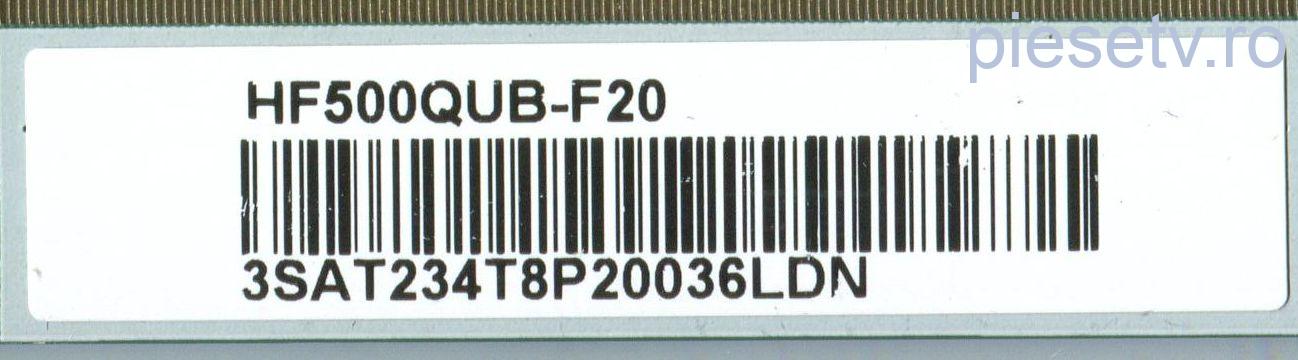 piesetv.ro
HF500QUB-F20
3SAT234T8P20036LDN